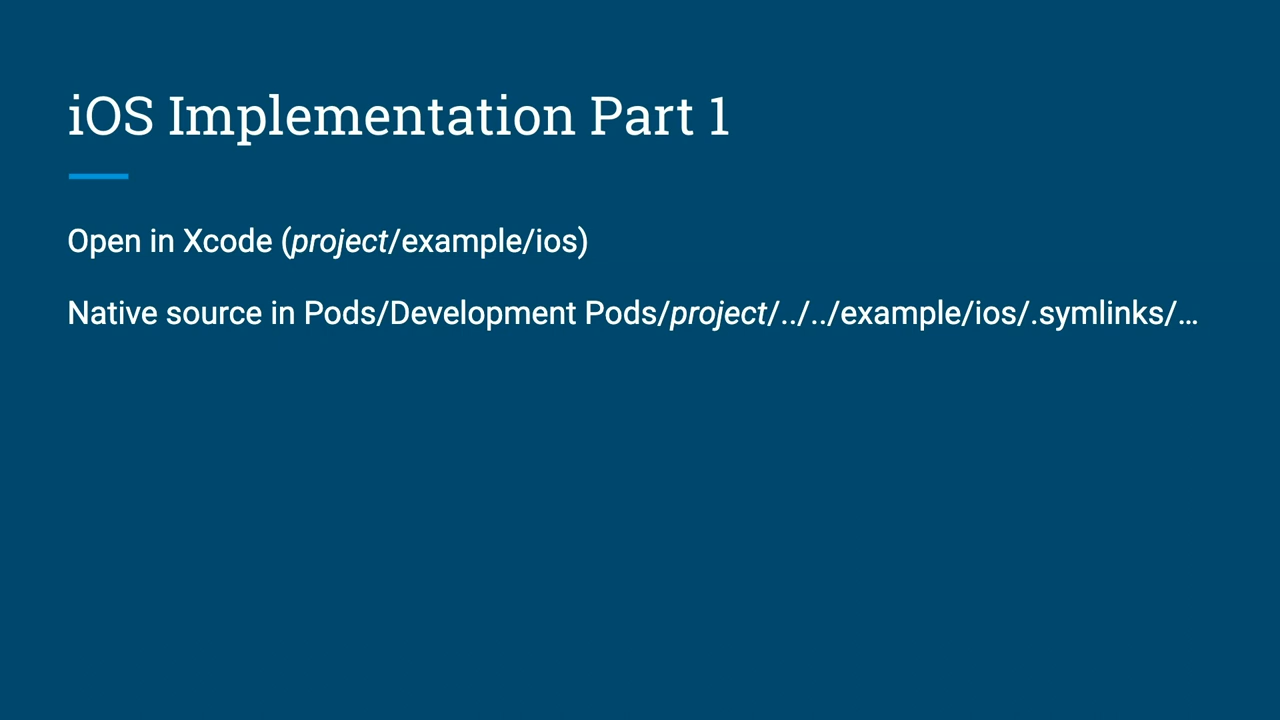 iOS Implementation Part 1
Open in Xcode (project/example/ios)
Native source in Pods/Development Pods/project/../../example/ios/.symlinks/…